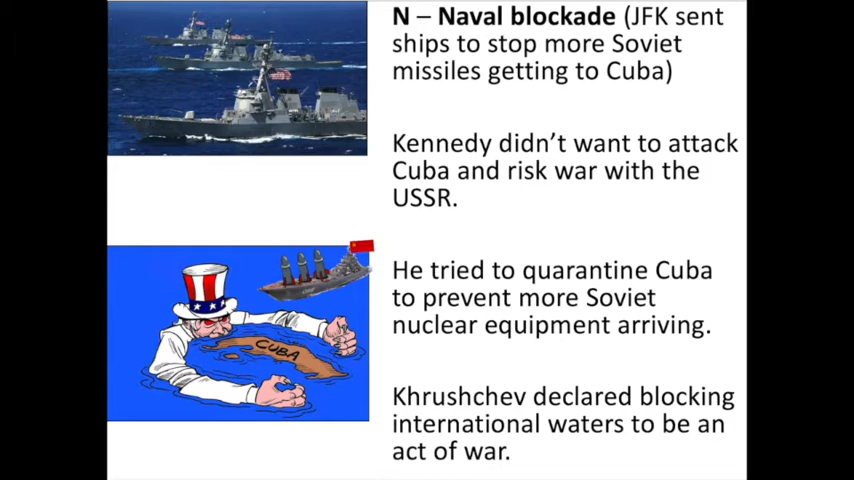 N – Naval blockade (JFK sent
ships to stop more Soviet
missiles getting to Cuba)
Kennedy didn’t want to attack
Cuba and risk war with the
USSR.
He tried to quarantine Cuba
to prevent more Soviet
nuclear equipment arriving.
CUBA
Khrushchev declared blocking
international waters to be an
act of war.